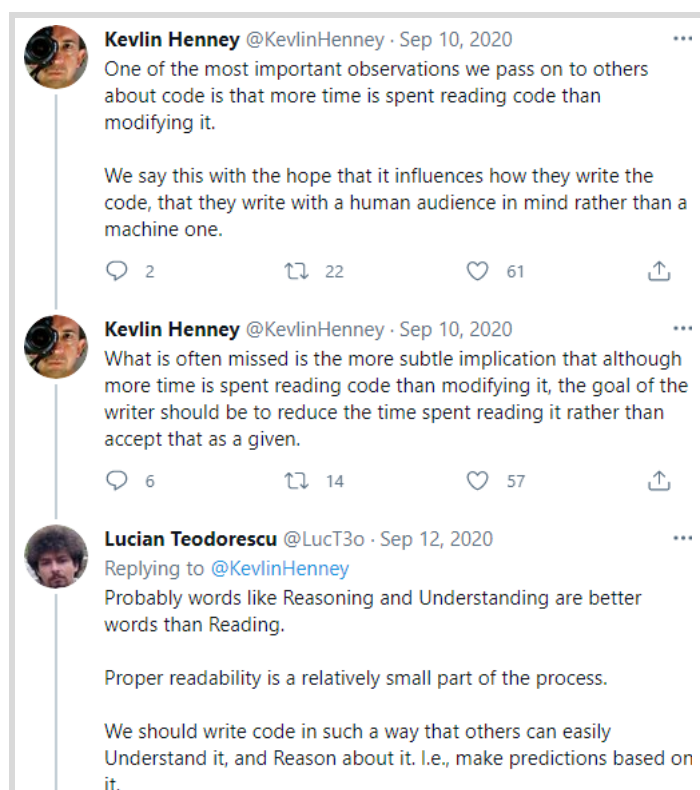 Kevlin Henney @KevlinHenney · Sep 10, 2020
One of the most important observations we pass on to others
about code is that more time is spent reading code than
modifying it.
We say this with the hope that it influences how they write the
code, that they write with a human audience in mind rather than a
machine one.
2 22 61
Kevlin Henney @KevlinHenney · Sep 10, 2020
What is often missed is the more subtle implication that although
more time is spent reading code than modifying it, the goal of the
writer should be to reduce the time spent reading it rather than
accept that as a given.
6 14 57
Lucian Teodorescu @LucT3o · Sep 12, 2020
Replying to @KevlinHenney
Probably words like Reasoning and Understanding are better
words than Reading.
Proper readability is a relatively small part of the process.
We should write code in such a way that others can easily
Understand it, and Reason about it. I.e., make predictions based on
it.